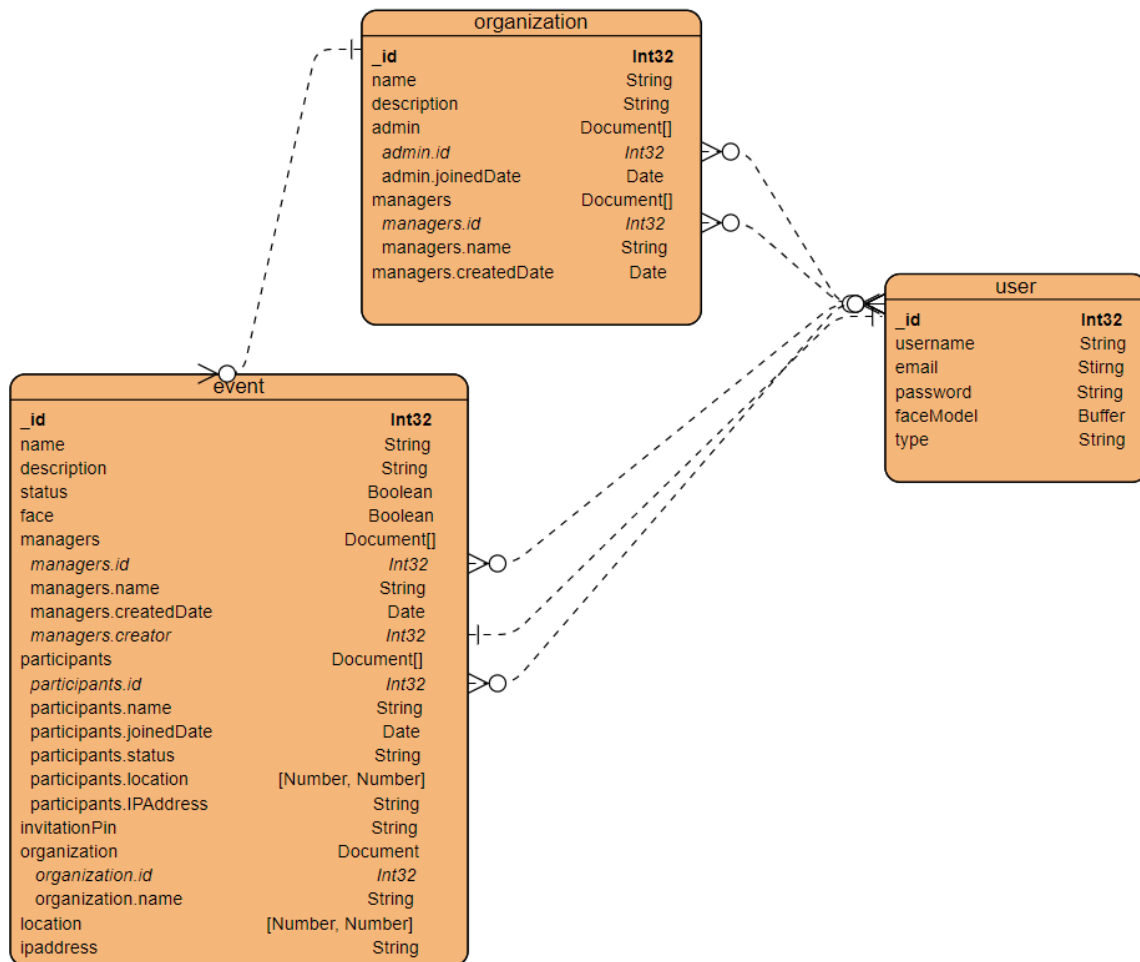 organization
_id Int32
name String
description String
admin Document[]
admin.id Int32
admin.joinedDate Date
managers Document[]
managers.id Int32
managers.name String
managers.createdDate Date
user
_id Int32
username String
email Stirng
password String
faceModel Buffer
type String
event
_id Int32
name String
description String
status Boolean
face Boolean
managers Document[]
managers.id Int32
managers.name String
managers.createdDate Date
managers.creator Int32
participants Document[]
participants.id Int32
participants.name String
participants.joinedDate Date
participants.status String
participants.location [Number, Number]
participants.IPAddress String
invitationPin String
organization Document
organization.id Int32
organization.name String
location [Number, Number]
ipaddress String